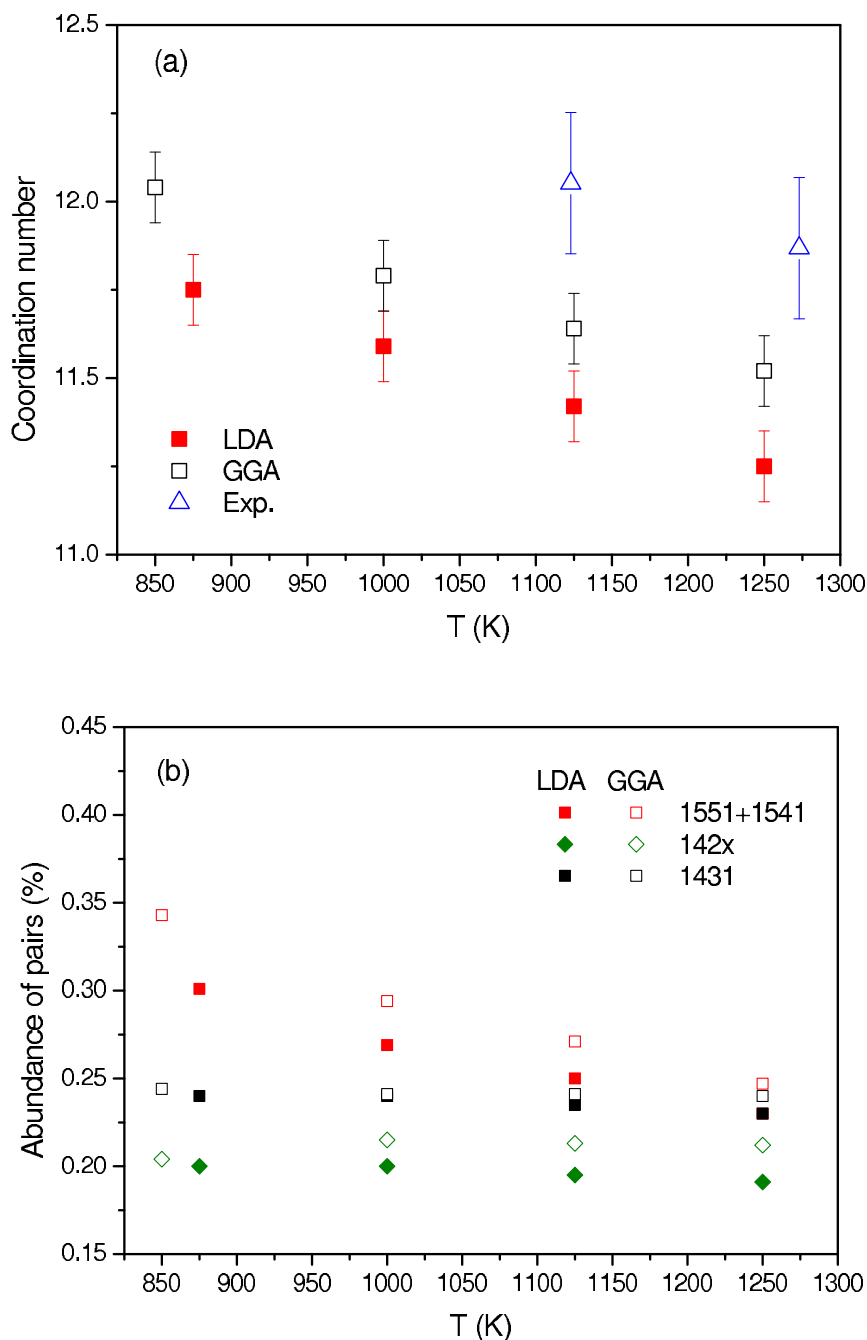 (a)
12.5
12.0
11.5
11.0
Coordination number
LDA
GGA
Exp.
850 900 950 1000 1050 1100 1150 1200 1250 1300
T (K)
(b)
0.45
0.40
0.35
0.30
0.25
0.20
0.15
Abundance of pairs (%)
LDA GGA
1551+1541
142x
1431
850 900 950 1000 1050 1100 1150 1200 1250 1300
T (K)